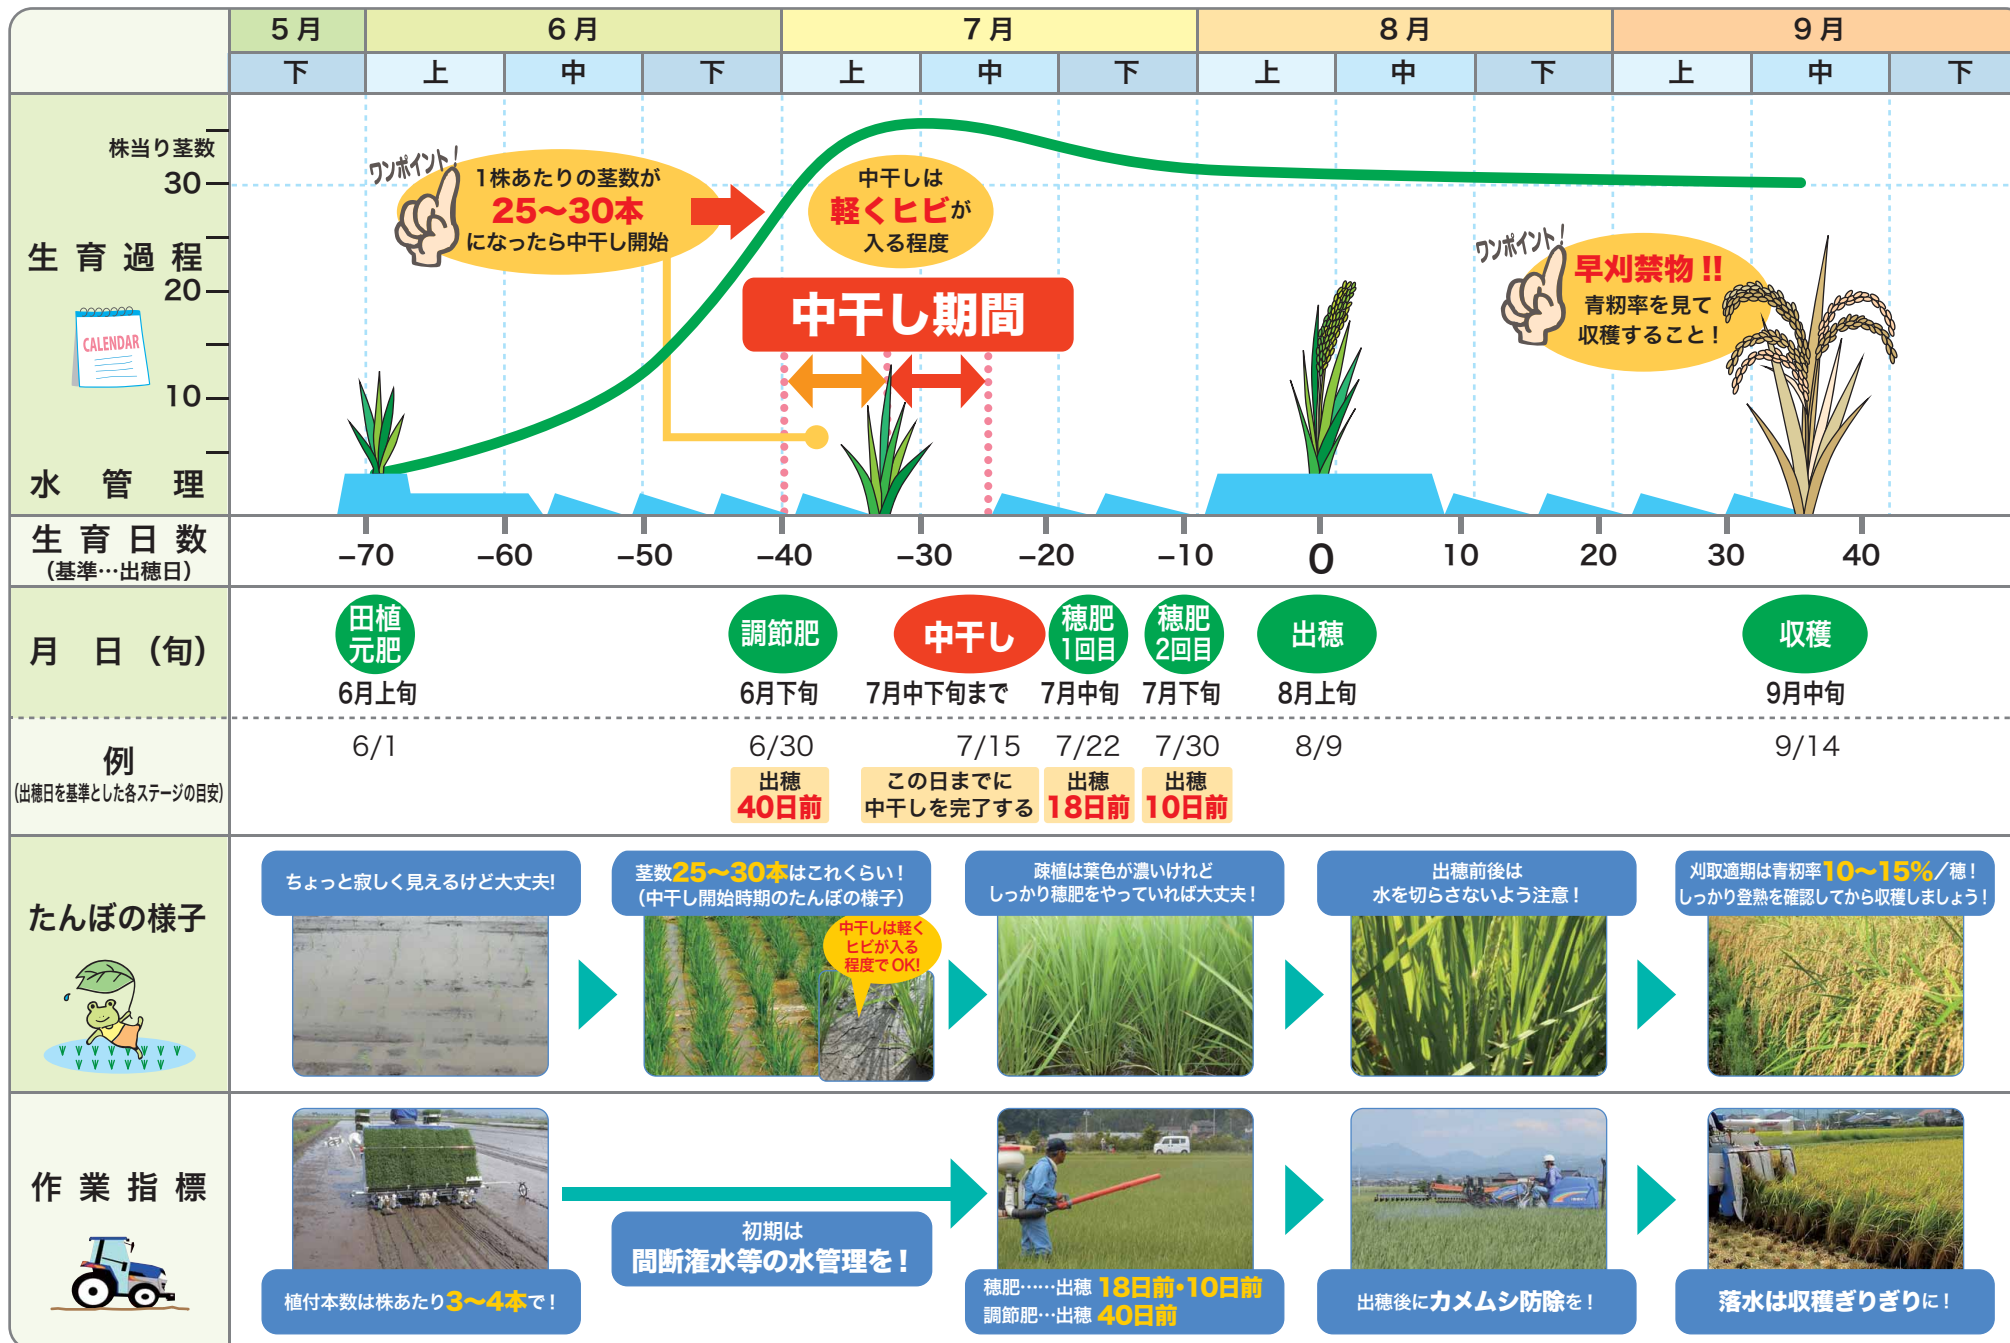 5月
6月
7月
8月
9月
下
上
中
下
上
中
下
上
中
下
上
中
下
株当り茎数
30
20
10
生育過程
CALENDAR
水管理
ワンポイント!
1株あたりの茎数が
25〜30本
になったら中干し開始
中干しは
軽くヒビが
入る程度
中干し期間
ワンポイント!
早刈禁物!!
青籾率を見て
収穫すること!
生育日数
(基準…出穂日)
–70
–60
–50
–40
–30
–20
–10
0
10
20
30
40
月日(旬)
田植
元肥
6月上旬
調節肥
6月下旬
中干し
7月中下旬まで
穂肥
1回目
7月中旬
穂肥
2回目
7月下旬
出穂
8月上旬
収穫
9月中旬
例
(出穂日を基準とした各ステージの目安)
6/1
6/30
7/15
7/22
7/30
8/9
9/14
出穂
40日前
この日までに
中干しを完了する
出穂
18日前
出穂
10日前
たんぼの様子
ちょっと寂しく見えるけど大丈夫!
茎数25〜30本はこれくらい!
(中干し開始時期のたんぼの様子)
中干しは軽く
ヒビが入る
程度でOK!
疎植は葉色が濃いけれど
しっかり穂肥をやっていれば大丈夫!
出穂前後は
水を切らさないよう注意!
刈取適期は青籾率10〜15%/穂!
しっかり登熟を確認してから収穫しましょう!
作業指標
植付本数は株あたり3〜4本で!
初期は
間断潅水等の水管理を!
穂肥……出穂 18日前・10日前
調節肥…出穂 40日前
出穂後にカメムシ防除を!
落水は収穫ぎりぎりに!